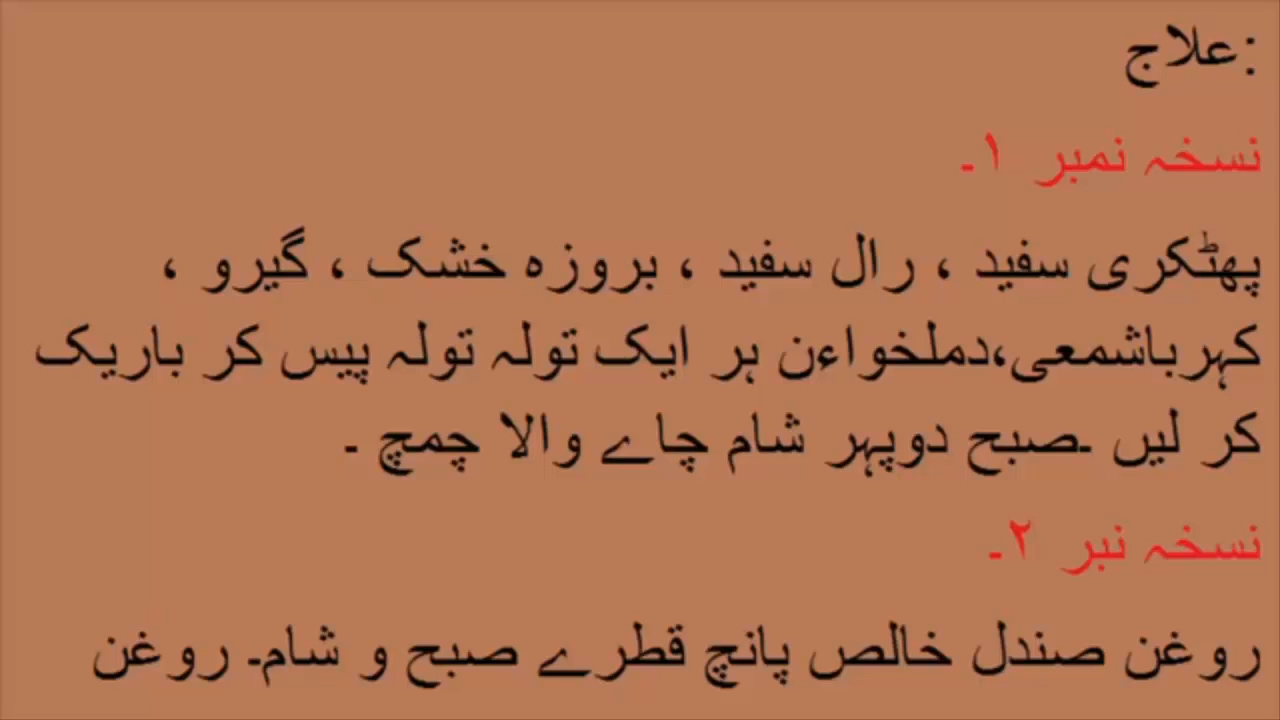 علاج:
نسخہ نمبر ۱۔
پھٹکری سفید ، رال سفید ، بروزہ خشک ، گیرو ،
کہرباشمعی،دملخواءن ہر ایک تولہ تولہ پیس کر باریک
کر لیں ۔صبح دوپہر شام چاے والا چمچ ۔
نسخہ نبر ۲۔
روغن صندل خالص پانچ قطرے صبح و شام۔ روغن